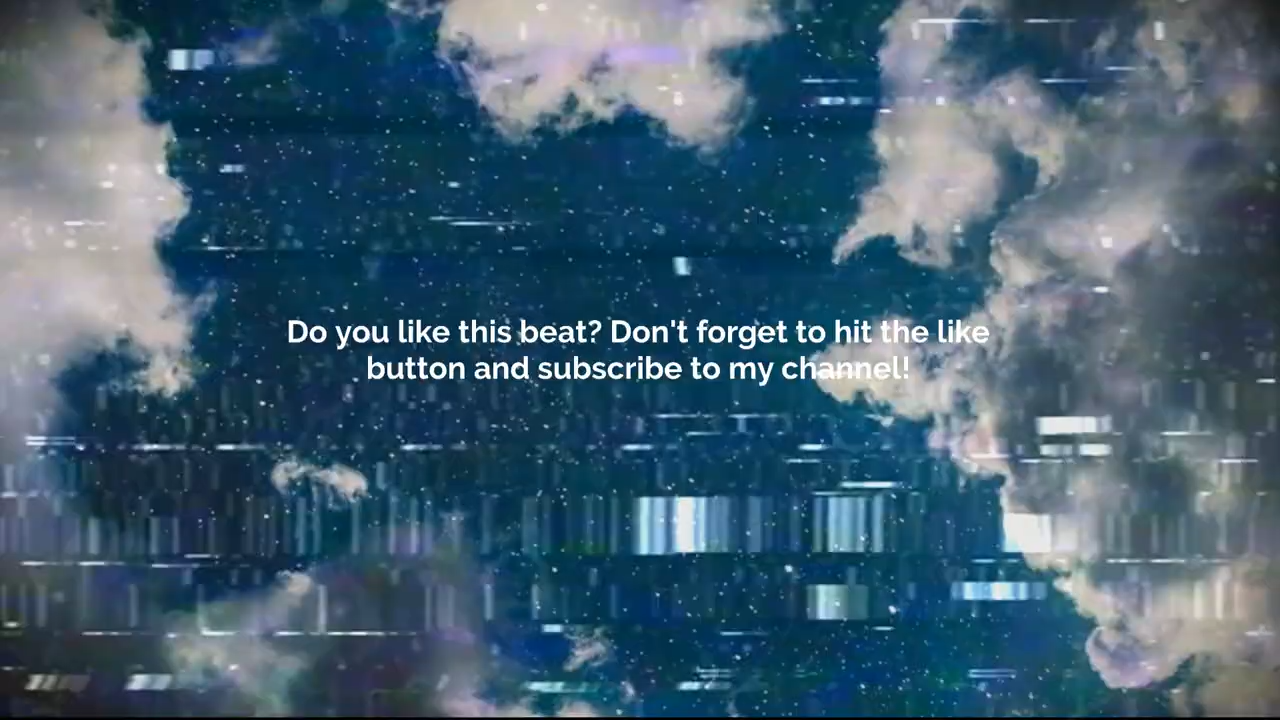 Do you like this beat? Don't forget to hit the like
button and subscribe to my channel!